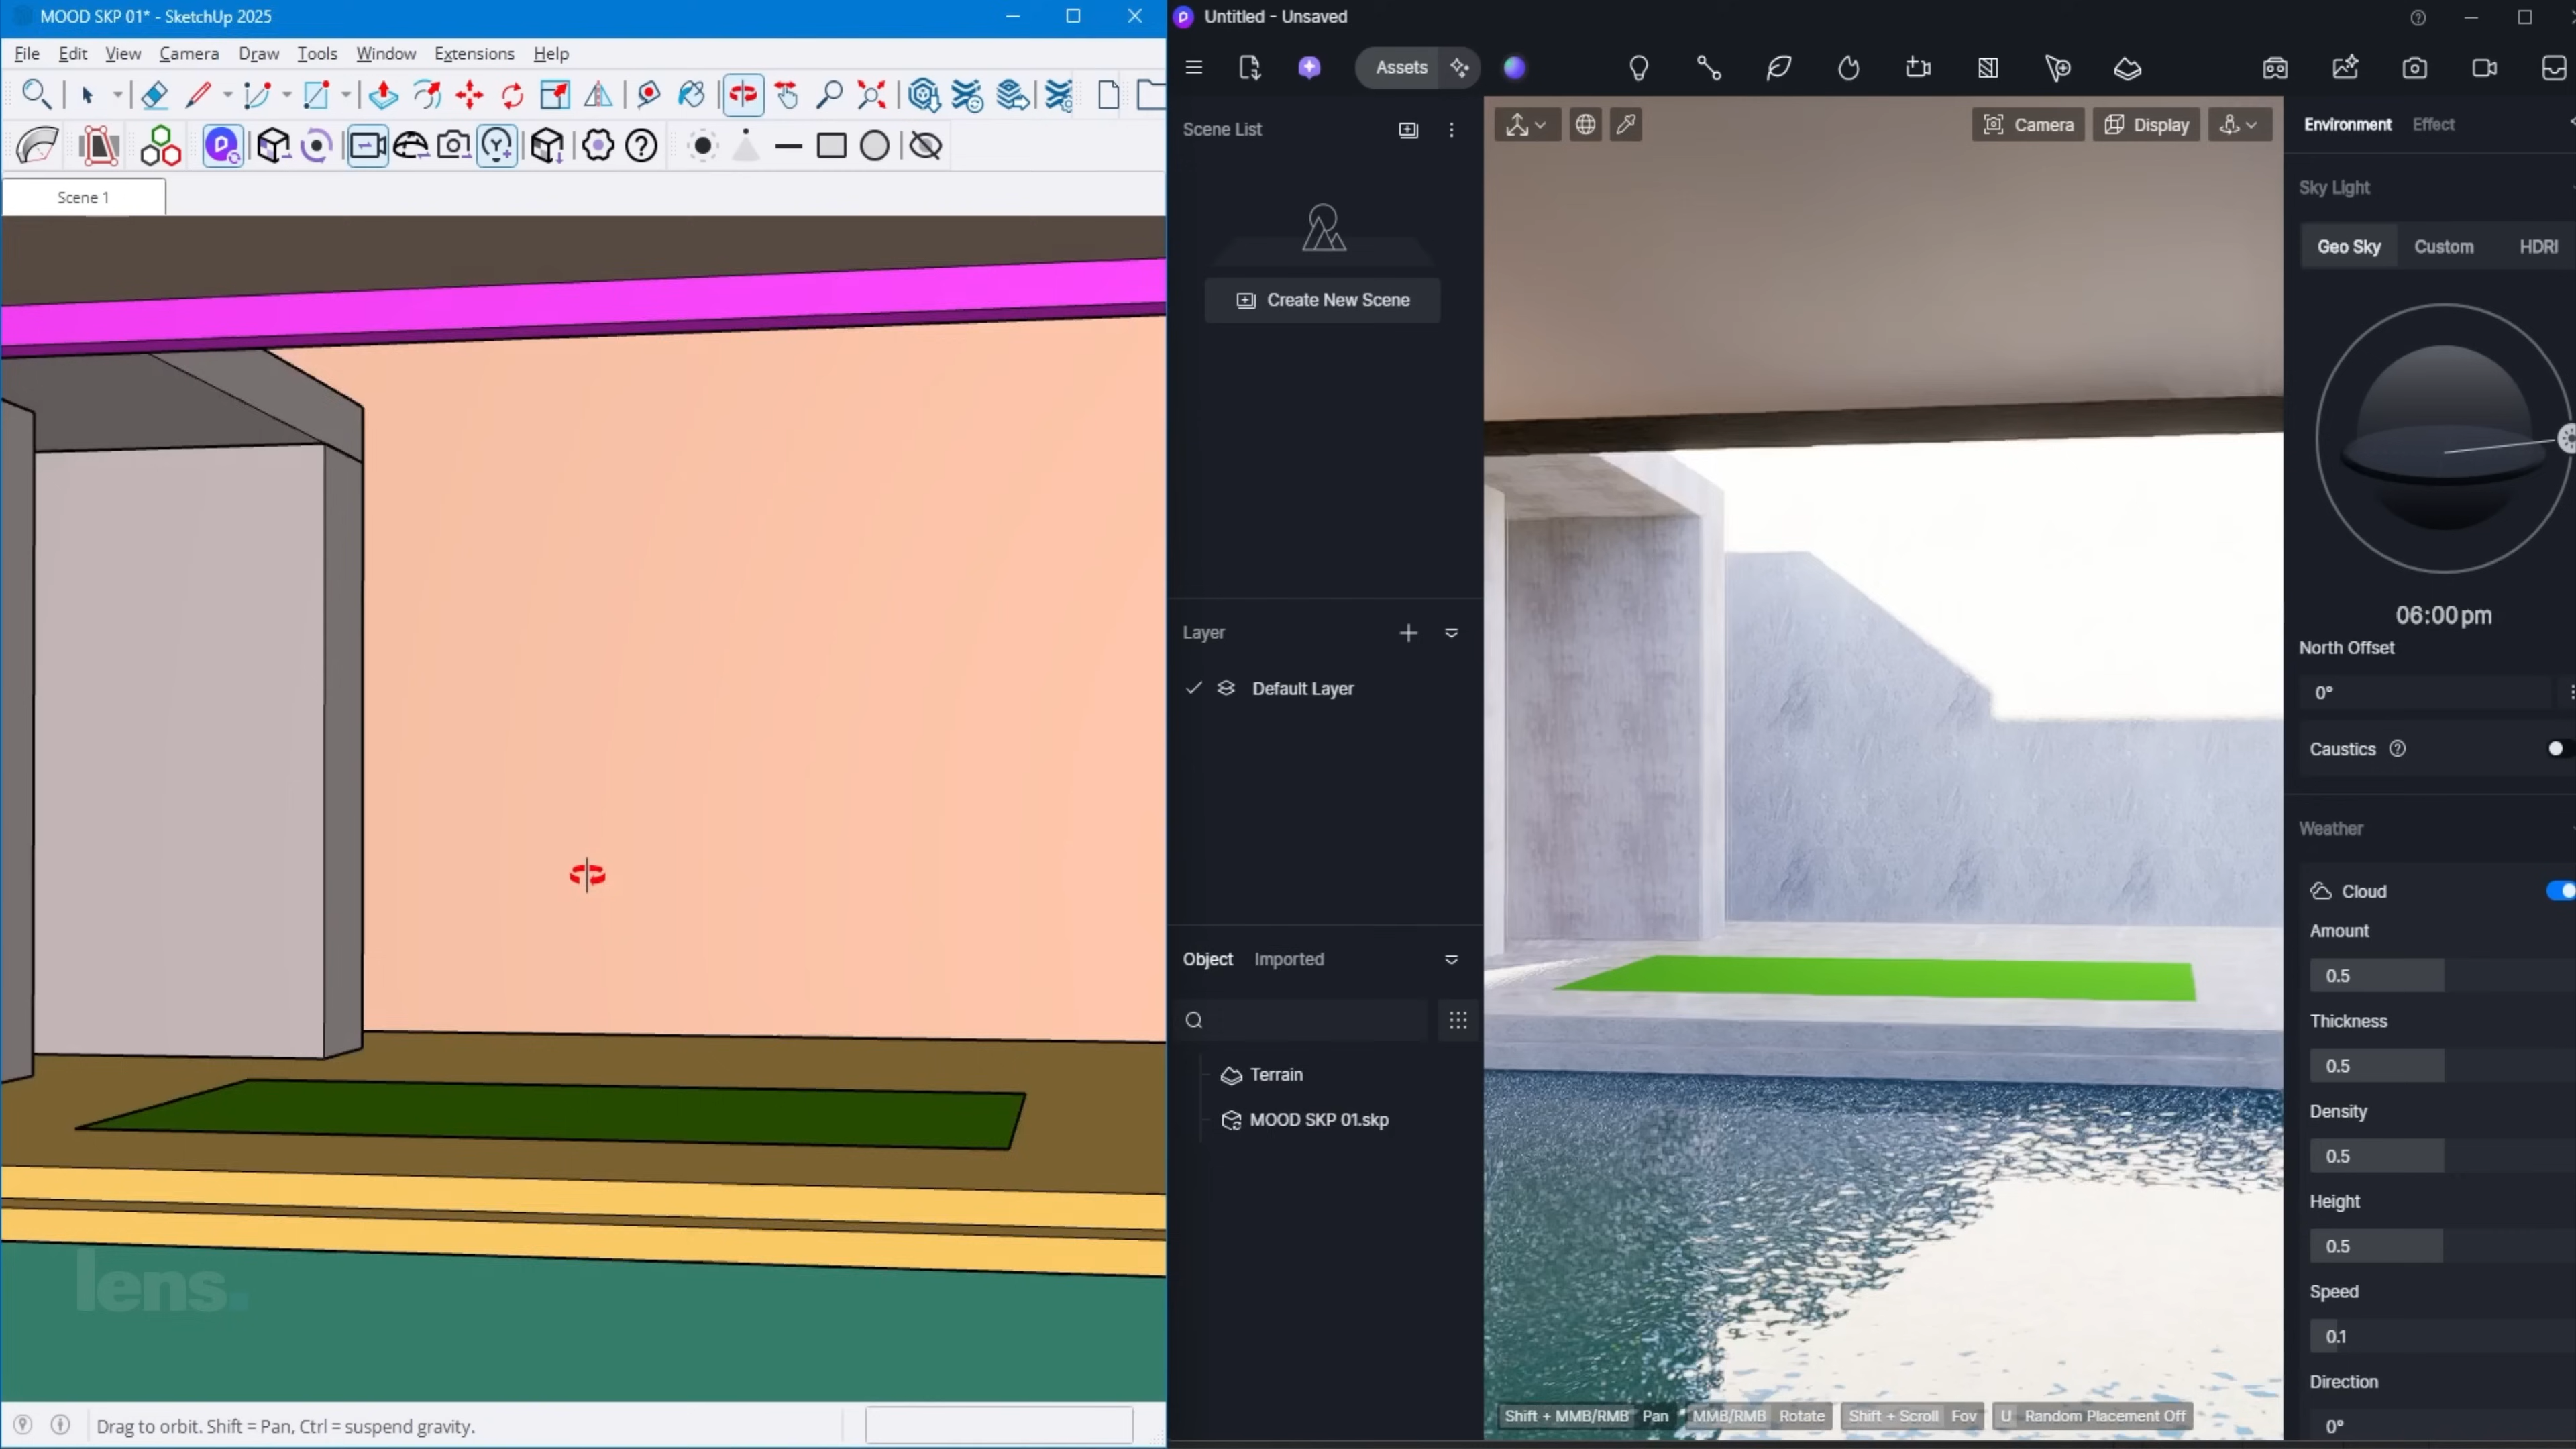 MOOD SKP 01* - SketchUp 2025
File Edit View Camera Draw Tools Window Extensions Help
Scene 1
lens.
Drag to orbit. Shift = Pan, Ctrl = suspend gravity.
Untitled - Unsaved
Assets
Scene List
Create New Scene
Layer
Default Layer
Object Imported
Terrain
MOOD SKP 01.skp
Camera Display
Shift + MMB/RMB Pan MMB/RMB Rotate Shift + Scroll Fov U Random Placement Off
Environment Effect
Sky Light
Geo Sky Custom HDRI
06:00pm
North Offset
0°
Caustics
Weather
Cloud
Amount
0.5
Thickness
0.5
Density
0.5
Height
0.5
Speed
0.1
Direction
0°